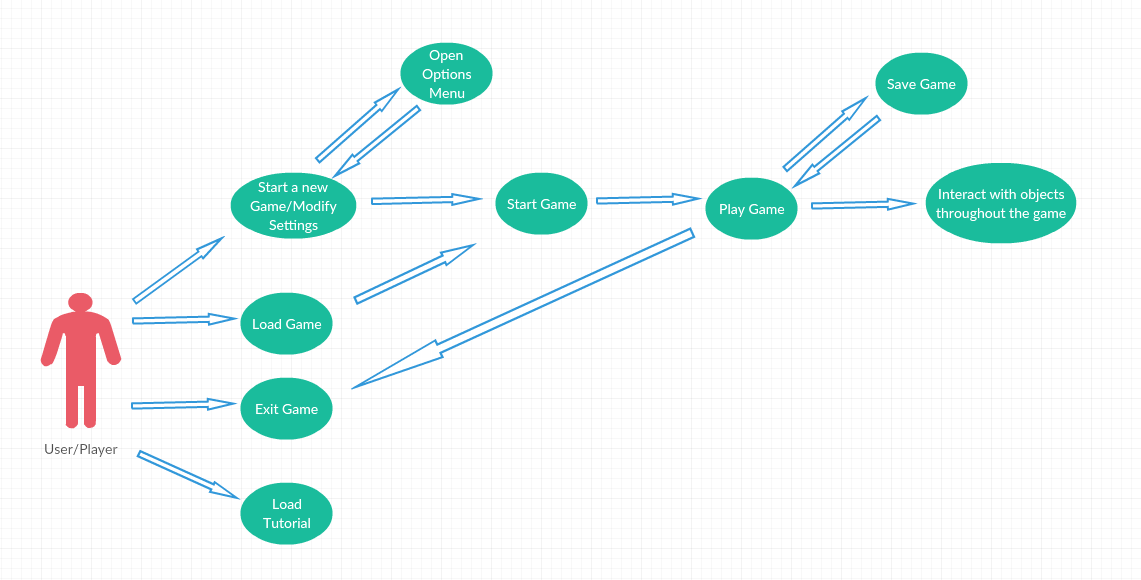 Open
Options
Menu
Save Game
Start a new
Game/Modify
Settings
Start Game
Play Game
Interact with objects
throughout the game
Load Game
Exit Game
User/Player
Load
Tutorial